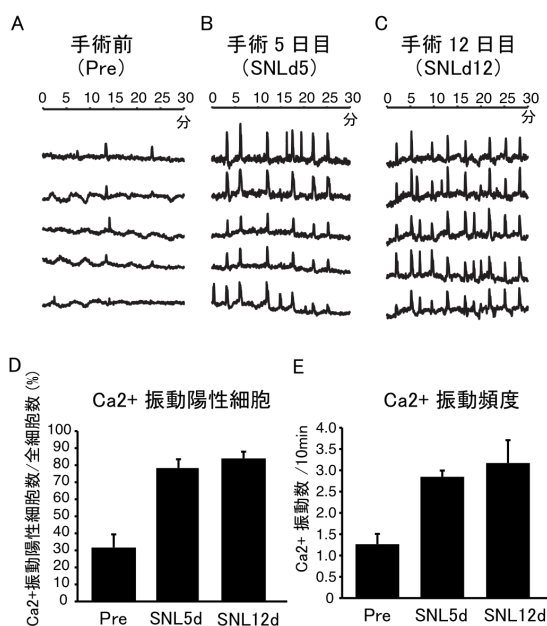 A
手術前
(Pre)
0 5 10 15 20 25 30
分
B
手術 5 日目
(SNLd5)
0 5 10 15 20 25 30
分
C
手術 12 日目
(SNLd12)
0 5 10 15 20 25 30
分
D
Ca2+ 振動陽性細胞
Ca2+振動陽性細胞数/全細胞数 (%)
100
90
80
70
60
50
40
30
20
10
0
Pre SNL5d SNL12d
E
Ca2+ 振動頻度
Ca2+ 振動数 /10min
4.0
3.5
3.0
2.5
2.0
1.5
1.0
1.5
0
Pre SNL5d SNL12d